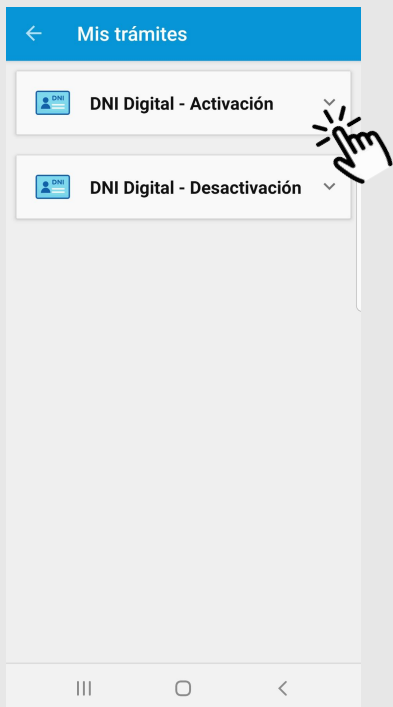 Mis trámites
DNI
DNI Digital - Activación
DNI
DNI Digital - Desactivación